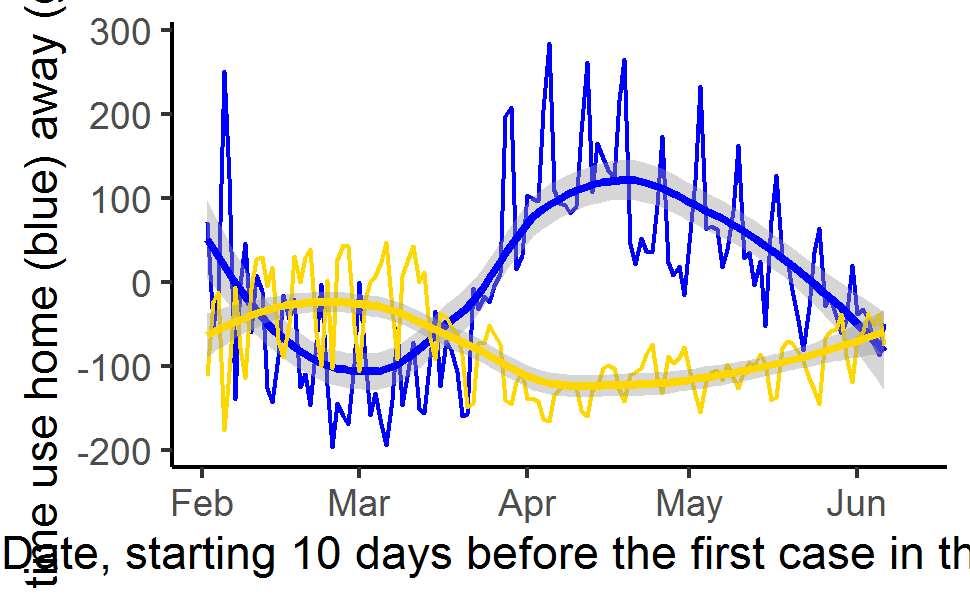 time use home (blue) away (
300
200
100
0
-100
-200
Feb Mar Apr May Jun
Date, starting 10 days before the first case in th